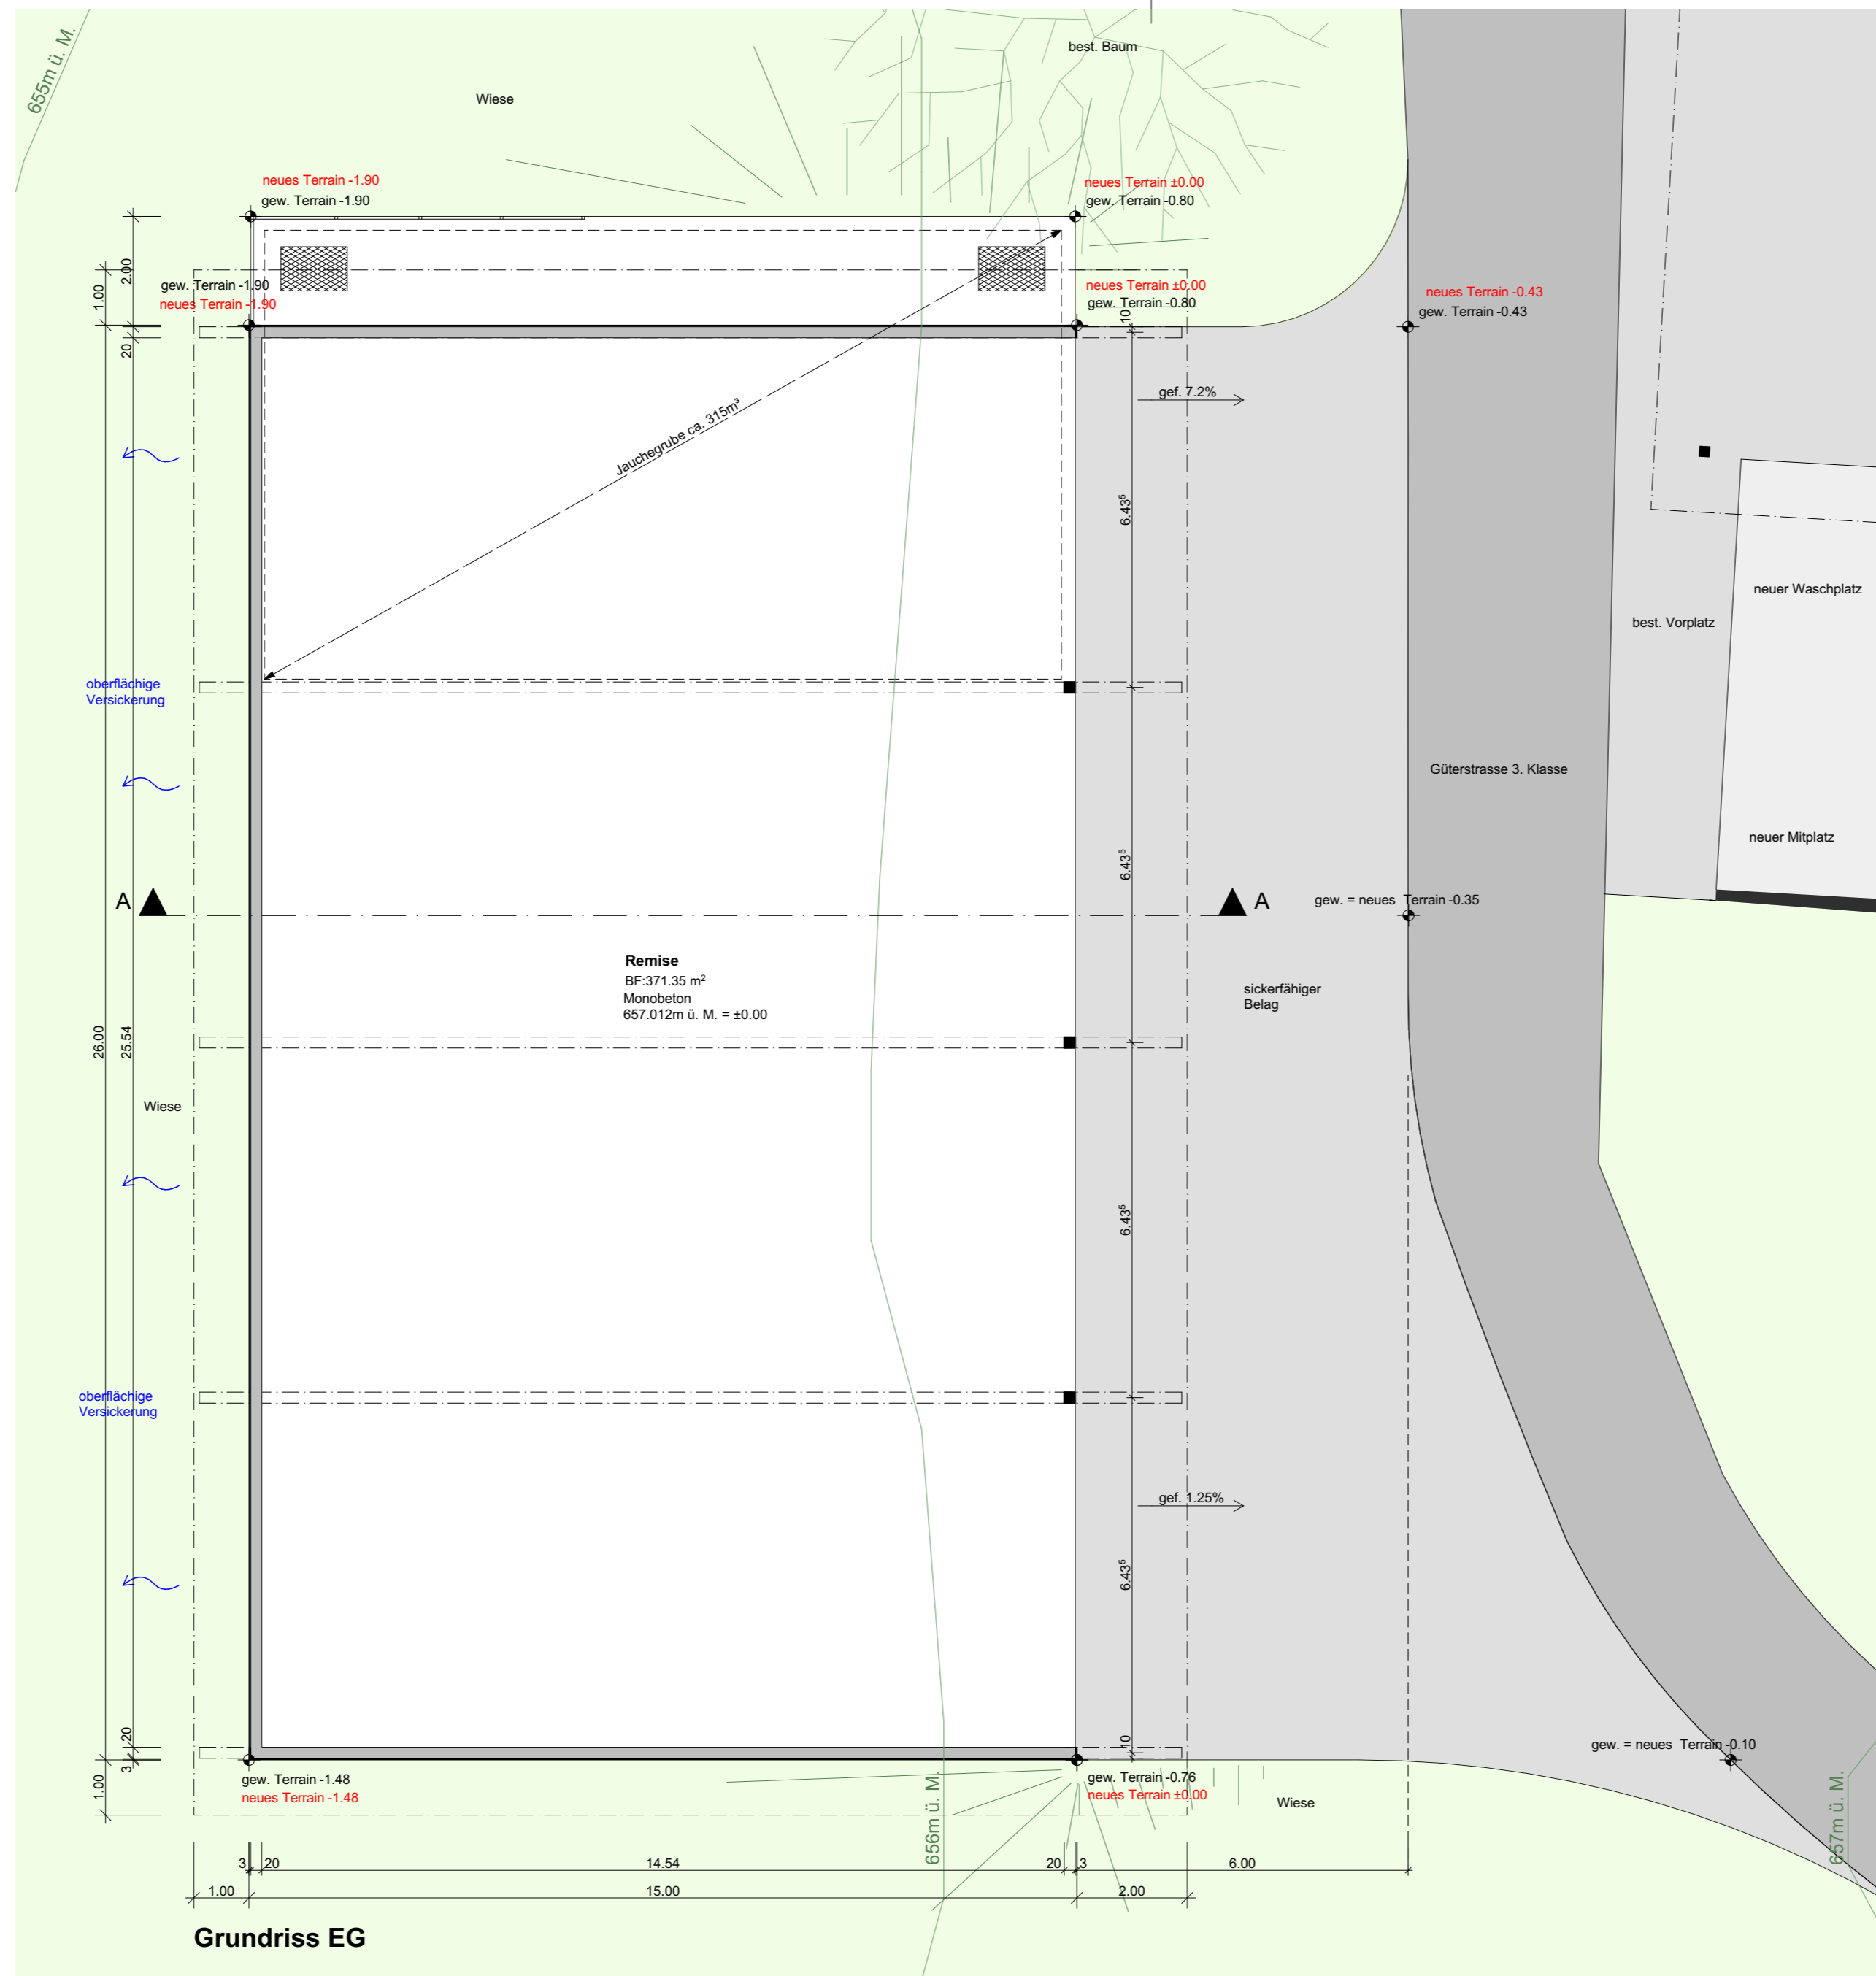 655m ü. M.
best. Baum
Wiese
neues Terrain -1.90
gew. Terrain -1.90
neues Terrain ±0.00
gew. Terrain -0.80
2.00
1.00
gew. Terrain -1.90
neues Terrain -1.90
neues Terrain ±0.00
gew. Terrain -0.80
neues Terrain -0.43
gew. Terrain -0.43
10
20
gef. 7.2%
Jauchegrube ca. 315m³
6.43⁵
neuer Waschplatz
best. Vorplatz
oberflächige
Versickerung
Güterstrasse 3. Klasse
neuer Mitplatz
6.43⁵
A
A
gew. = neues Terrain -0.35
Remise
BF:371.35 m²
Monobeton
657.012m ü. M. = ±0.00
sickerfähiger
Belag
26.00
25.54
Wiese
6.43⁵
oberflächige
Versickerung
gef. 1.25%
6.43⁵
20
10
3
gew. = neues Terrain -0.10
1.00
gew. Terrain -1.48
neues Terrain -1.48
gew. Terrain -0.76
neues Terrain ±0.00
Wiese
656m ü. M.
657m ü. M.
3
20
14.54
20
3
6.00
1.00
15.00
2.00
Grundriss EG